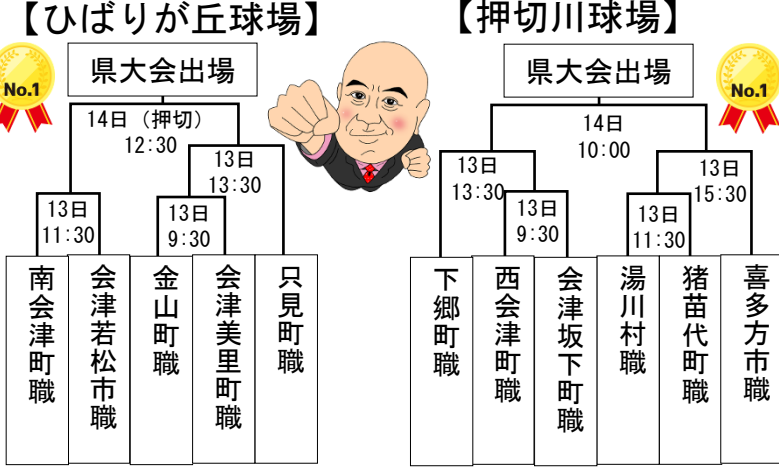 【ひばりが丘球場】
県大会出場
No.1
14日（押切）
12:30
13日
13:30
13日
11:30
13日
9:30
南会津町職
会津若松市職
金山町職
会津美里町職
只見町職
【押切川球場】
県大会出場
No.1
14日
10:00
13日
13:30
13日
15:30
13日
9:30
13日
11:30
下郷町職
西会津町職
会津坂下町職
湯川村職
猪苗代町職
喜多方市職